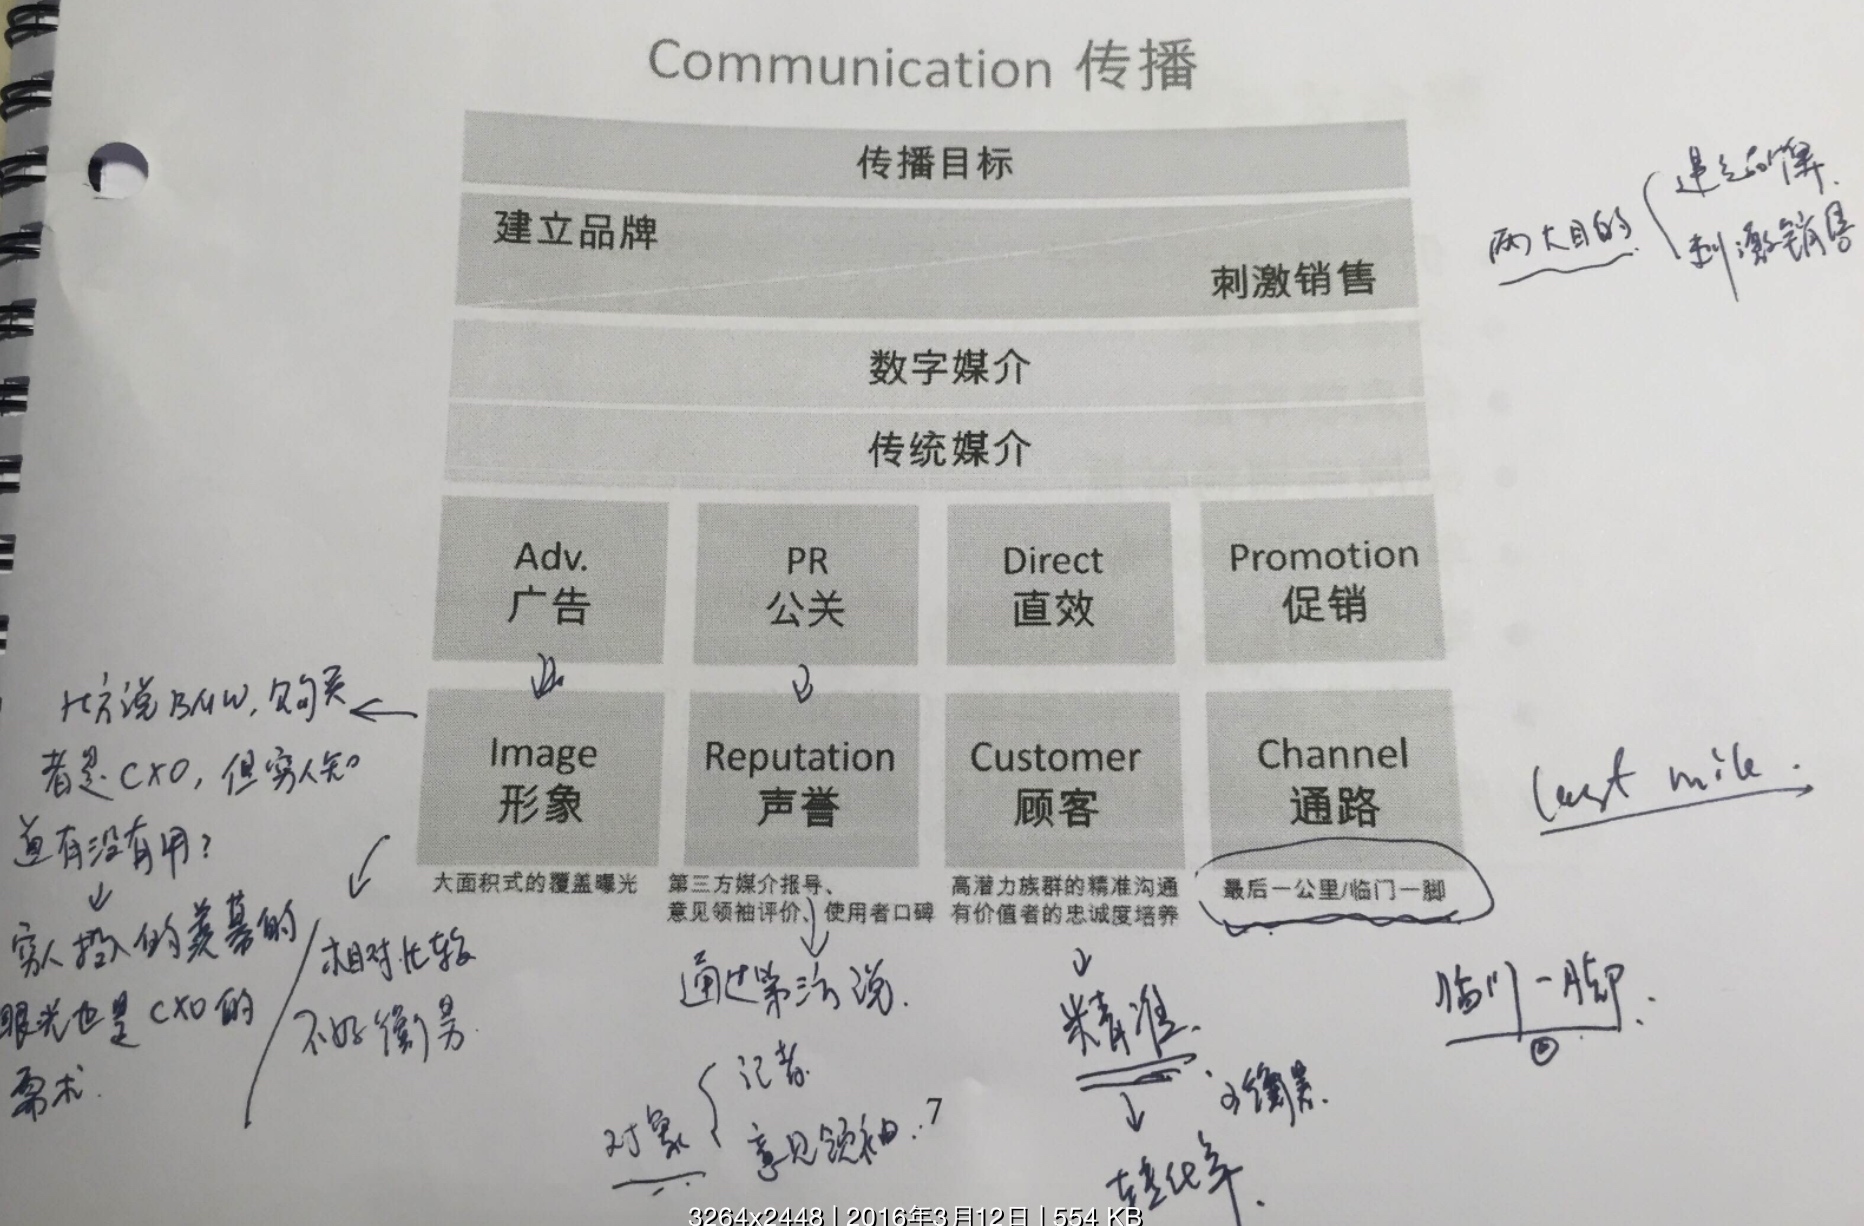 Communication 传播
传播目标
建立品牌
刺激销售
两大目的
建立品牌.
刺激销售
数字媒介
传统媒介
Adv.
广告
PR
公关
Direct
直效
Promotion
促销
Image
形象
Reputation
声誉
Customer
顾客
Channel
通路
大面积式的覆盖曝光
第三方媒介报导、
意见领袖评价、使用者口碑
高潜力族群的精准沟通
有价值者的忠诚度培养
最后一公里/临门一脚
比方说BMW,购买
者是CXO,但穷人知
道有没有用?
穷人投入的羡慕的
眼光也是CXO的
需求.
相对比较
不好衡量.
通过第三方说.
对象
记者
意见领袖.
精准.
可衡量.
转化率.
last mile.
临门一脚.
7
3264x2448 | 2016年3月12日 | 554 KB